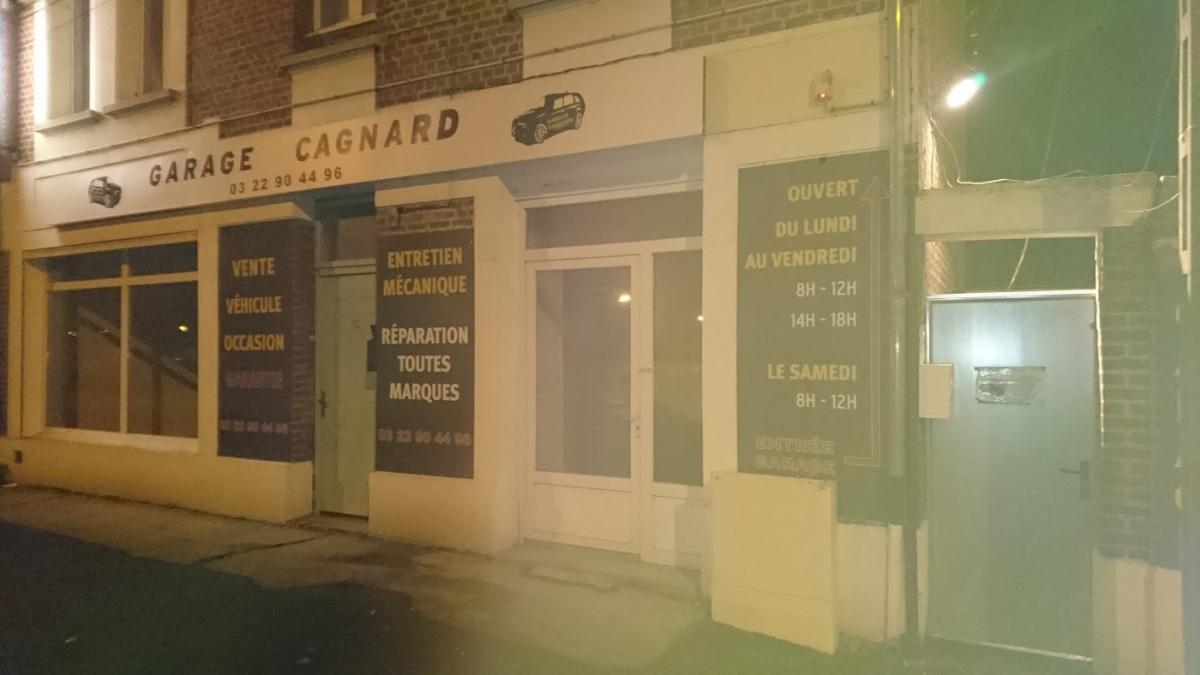 GARAGE CAGNARD
03 22 90 44 96
VENTE
VÉHICULE
OCCASION
GARANTIE
03 22 90 44 96
ENTRETIEN
MÉCANIQUE
RÉPARATION
TOUTES
MARQUES
03 22 90 44 96
OUVERT
DU LUNDI
AU VENDREDI
8H - 12H
14H - 18H
LE SAMEDI
8H - 12H
ENTRÉE
GARAGE